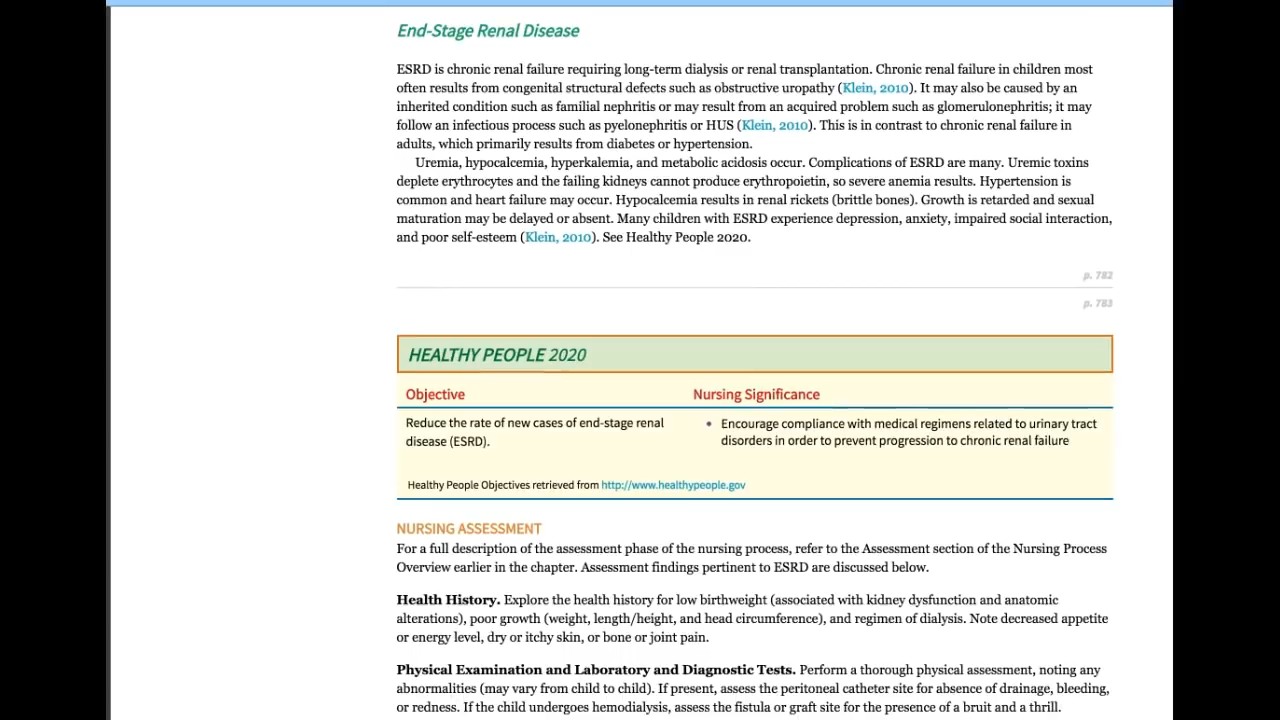 End-Stage Renal Disease
ESRD is chronic renal failure requiring long-term dialysis or renal transplantation. Chronic renal failure in children most
often results from congenital structural defects such as obstructive uropathy (Klein, 2010). It may also be caused by an
inherited condition such as familial nephritis or may result from an acquired problem such as glomerulonephritis; it may
follow an infectious process such as pyelonephritis or HUS (Klein, 2010). This is in contrast to chronic renal failure in
adults, which primarily results from diabetes or hypertension.
Uremia, hypocalcemia, hyperkalemia, and metabolic acidosis occur. Complications of ESRD are many. Uremic toxins
deplete erythrocytes and the failing kidneys cannot produce erythropoietin, so severe anemia results. Hypertension is
common and heart failure may occur. Hypocalcemia results in renal rickets (brittle bones). Growth is retarded and sexual
maturation may be delayed or absent. Many children with ESRD experience depression, anxiety, impaired social interaction,
and poor self-esteem (Klein, 2010). See Healthy People 2020.
p. 782
p. 783
HEALTHY PEOPLE 2020
Objective Nursing Significance
Reduce the rate of new cases of end-stage renal • Encourage compliance with medical regimens related to urinary tract
disease (ESRD). disorders in order to prevent progression to chronic renal failure
Healthy People Objectives retrieved from http://www.healthypeople.gov
NURSING ASSESSMENT
For a full description of the assessment phase of the nursing process, refer to the Assessment section of the Nursing Process
Overview earlier in the chapter. Assessment findings pertinent to ESRD are discussed below.
Health History. Explore the health history for low birthweight (associated with kidney dysfunction and anatomic
alterations), poor growth (weight, length/height, and head circumference), and regimen of dialysis. Note decreased appetite
or energy level, dry or itchy skin, or bone or joint pain.
Physical Examination and Laboratory and Diagnostic Tests. Perform a thorough physical assessment, noting any
abnormalities (may vary from child to child). If present, assess the peritoneal catheter site for absence of drainage, bleeding,
or redness. If the child undergoes hemodialysis, assess the fistula or graft site for the presence of a bruit and a thrill.